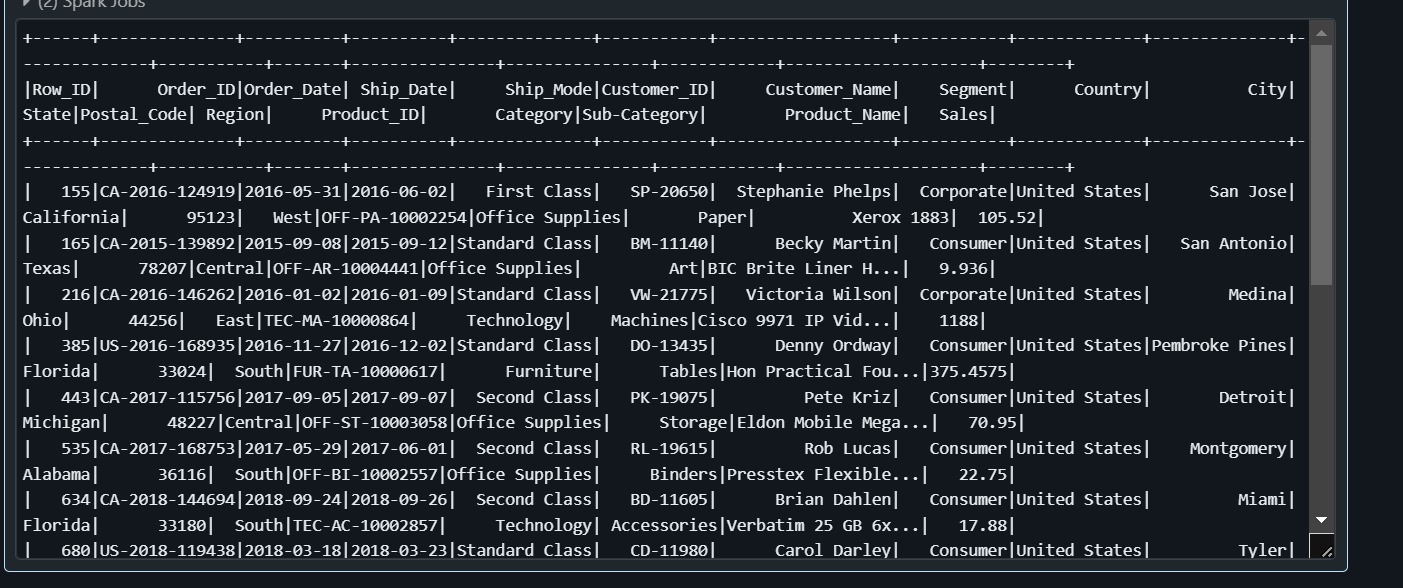 (2) Spark Jobs
+------+--------------+----------+----------+--------------+-----------+------------------+-----------+-------------+--------------+-
-------------+-----------+-------+---------------+---------------+------------+--------------------+--------+
|Row_ID|      Order_ID|Order_Date| Ship_Date|     Ship_Mode|Customer_ID|     Customer_Name|    Segment|      Country|          City|
State|Postal_Code| Region|     Product_ID|       Category|Sub-Category|        Product_Name|   Sales|
+------+--------------+----------+----------+--------------+-----------+------------------+-----------+-------------+--------------+-
-------------+-----------+-------+---------------+---------------+------------+--------------------+--------+
|   155|CA-2016-124919|2016-05-31|2016-06-02|   First Class|   SP-20650|  Stephanie Phelps|  Corporate|United States|      San Jose|
California|      95123|   West|OFF-PA-10002254|Office Supplies|       Paper|          Xerox 1883|  105.52|
|   165|CA-2015-139892|2015-09-08|2015-09-12|Standard Class|   BM-11140|      Becky Martin|   Consumer|United States|   San Antonio|
Texas|      78207|Central|OFF-AR-10004441|Office Supplies|         Art|BIC Brite Liner H...|   9.936|
|   216|CA-2016-146262|2016-01-02|2016-01-09|Standard Class|   VW-21775|   Victoria Wilson|  Corporate|United States|        Medina|
Ohio|      44256|   East|TEC-MA-10000864|     Technology|    Machines|Cisco 9971 IP Vid...|    1188|
|   385|US-2016-168935|2016-11-27|2016-12-02|Standard Class|   DO-13435|      Denny Ordway|   Consumer|United States|Pembroke Pines|
Florida|      33024|  South|FUR-TA-10000617|      Furniture|      Tables|Hon Practical Fou...|375.4575|
|   443|CA-2017-115756|2017-09-05|2017-09-07|  Second Class|   PK-19075|         Pete Kriz|   Consumer|United States|       Detroit|
Michigan|      48227|Central|OFF-ST-10003058|Office Supplies|     Storage|Eldon Mobile Mega...|   70.95|
|   535|CA-2017-168753|2017-05-29|2017-06-01|  Second Class|   RL-19615|         Rob Lucas|   Consumer|United States|    Montgomery|
Alabama|      36116|  South|OFF-BI-10002557|Office Supplies|     Binders|Presstex Flexible...|   22.75|
|   634|CA-2018-144694|2018-09-24|2018-09-26|  Second Class|   BD-11605|      Brian Dahlen|   Consumer|United States|         Miami|
Florida|      33180|  South|TEC-AC-10002857|     Technology| Accessories|Verbatim 25 GB 6x...|   17.88|
|   680|US-2018-119438|2018-03-18|2018-03-23|Standard Class|   CD-11980|      Carol Darley|   Consumer|United States|         Tyler|